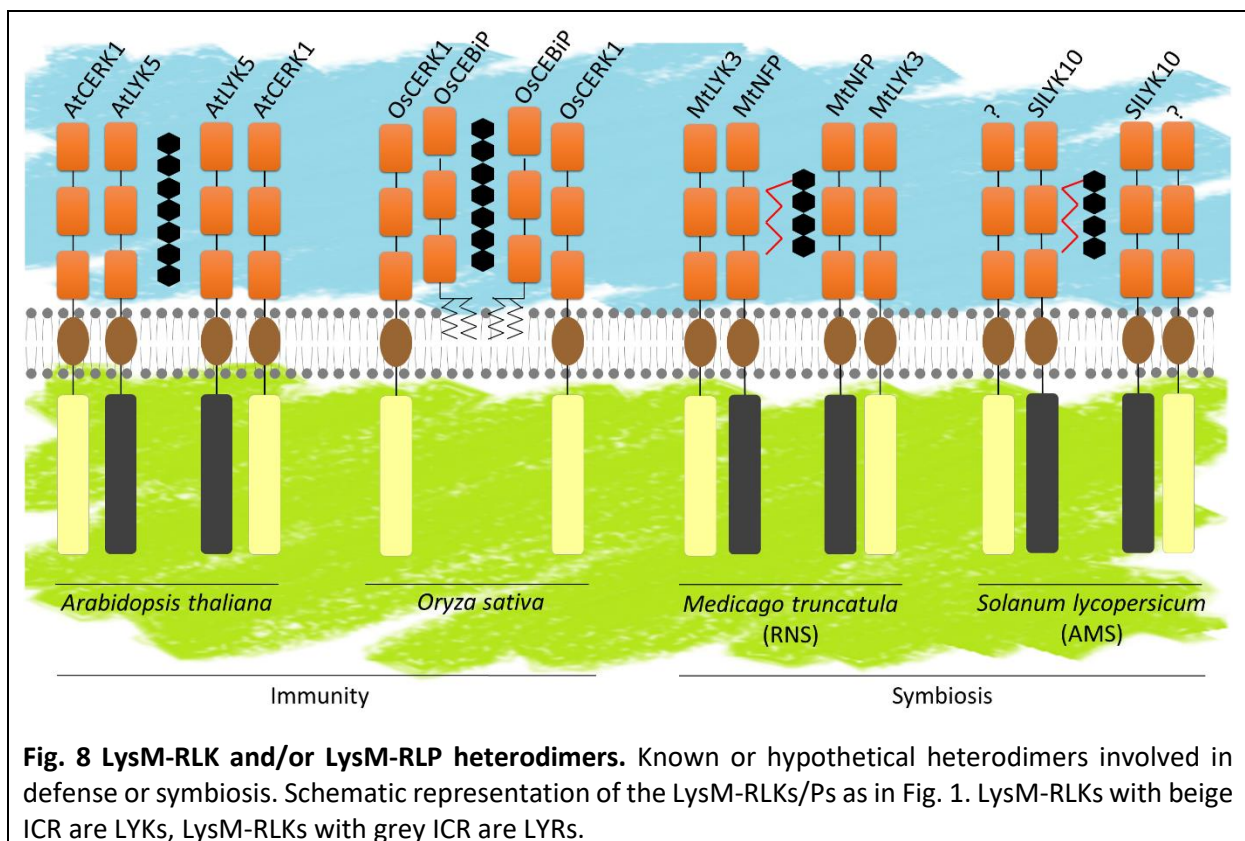 AtCERK1 AtLYK5 AtLYK5 AtCERK1 OsCERK1 OsCEBiP OsCEBiP OsCERK1 MtLYK3 MtNFP MtNFP MtLYK3 ? SlLYK10 SlLYK10 ?
Arabidopsis thaliana Oryza sativa Medicago truncatula Solanum lycopersicum
(RNS) (AMS)
Immunity Symbiosis
Fig. 8 LysM-RLK and/or LysM-RLP heterodimers. Known or hypothetical heterodimers involved in
defense or symbiosis. Schematic representation of the LysM-RLKs/Ps as in Fig. 1. LysM-RLKs with beige
ICR are LYKs, LysM-RLKs with grey ICR are LYRs.